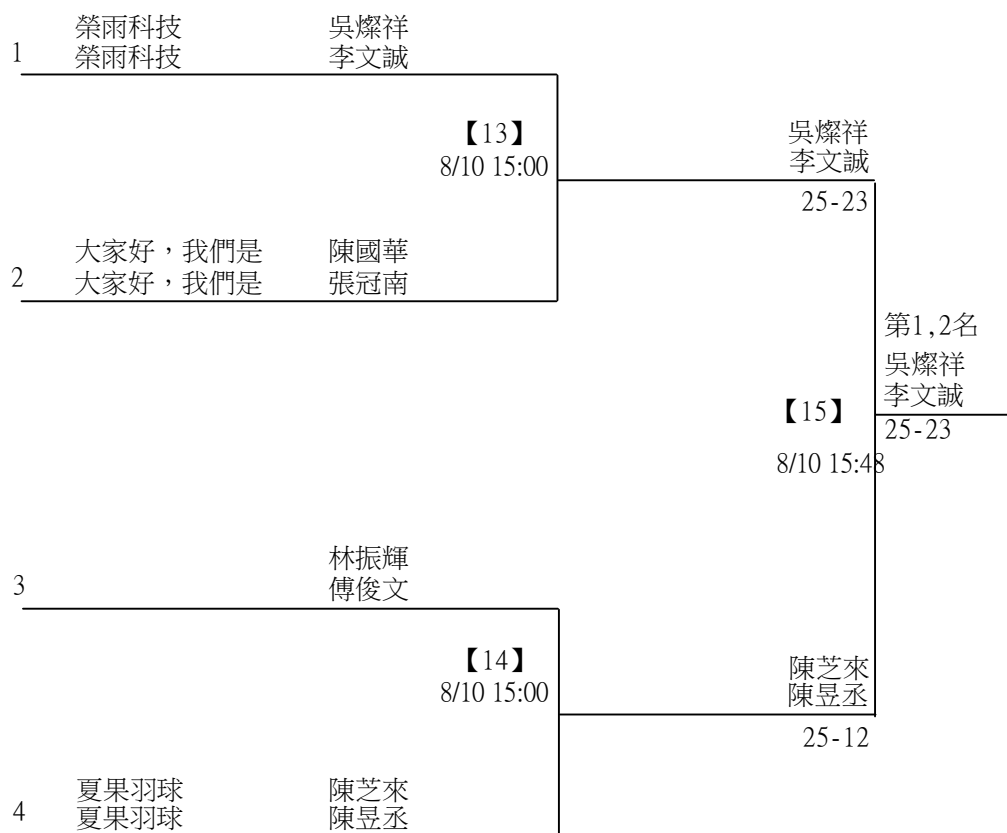 榮雨科技 吳燦祥
1 榮雨科技 李文誠
【13】
8/10 15:00
吳燦祥
李文誠
25-23
大家好，我們是 陳國華
2 大家好，我們是 張冠南
第1,2名
吳燦祥
李文誠
【15】
25-23
8/10 15:48
林振輝
3 傅俊文
【14】
8/10 15:00
陳芝來
陳昱丞
25-12
夏果羽球 陳芝來
4 夏果羽球 陳昱丞